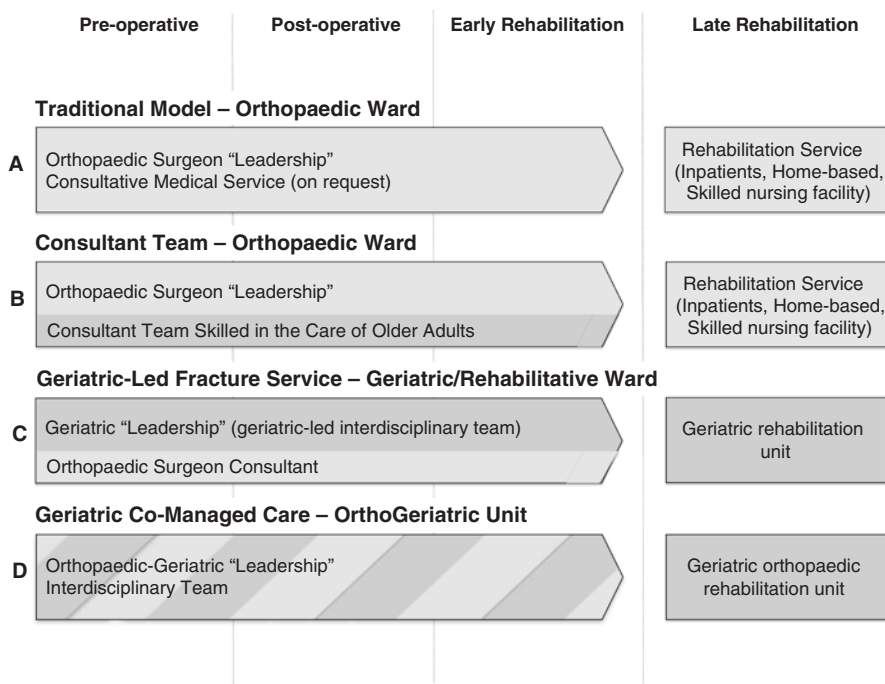 Pre-operative Post-operative Early Rehabilitation Late Rehabilitation
Traditional Model – Orthopaedic Ward
A
Orthopaedic Surgeon “Leadership”
Consultative Medical Service (on request)
Rehabilitation Service
(Inpatients, Home-based,
Skilled nursing facility)
Consultant Team – Orthopaedic Ward
B
Orthopaedic Surgeon “Leadership”
Consultant Team Skilled in the Care of Older Adults
Rehabilitation Service
(Inpatients, Home-based,
Skilled nursing facility)
Geriatric-Led Fracture Service – Geriatric/Rehabilitative Ward
C
Geriatric “Leadership” (geriatric-led interdisciplinary team)
Orthopaedic Surgeon Consultant
Geriatric rehabilitation
unit
Geriatric Co-Managed Care – OrthoGeriatric Unit
D
Orthopaedic-Geriatric “Leadership”
Interdisciplinary Team
Geriatric orthopaedic
rehabilitation unit